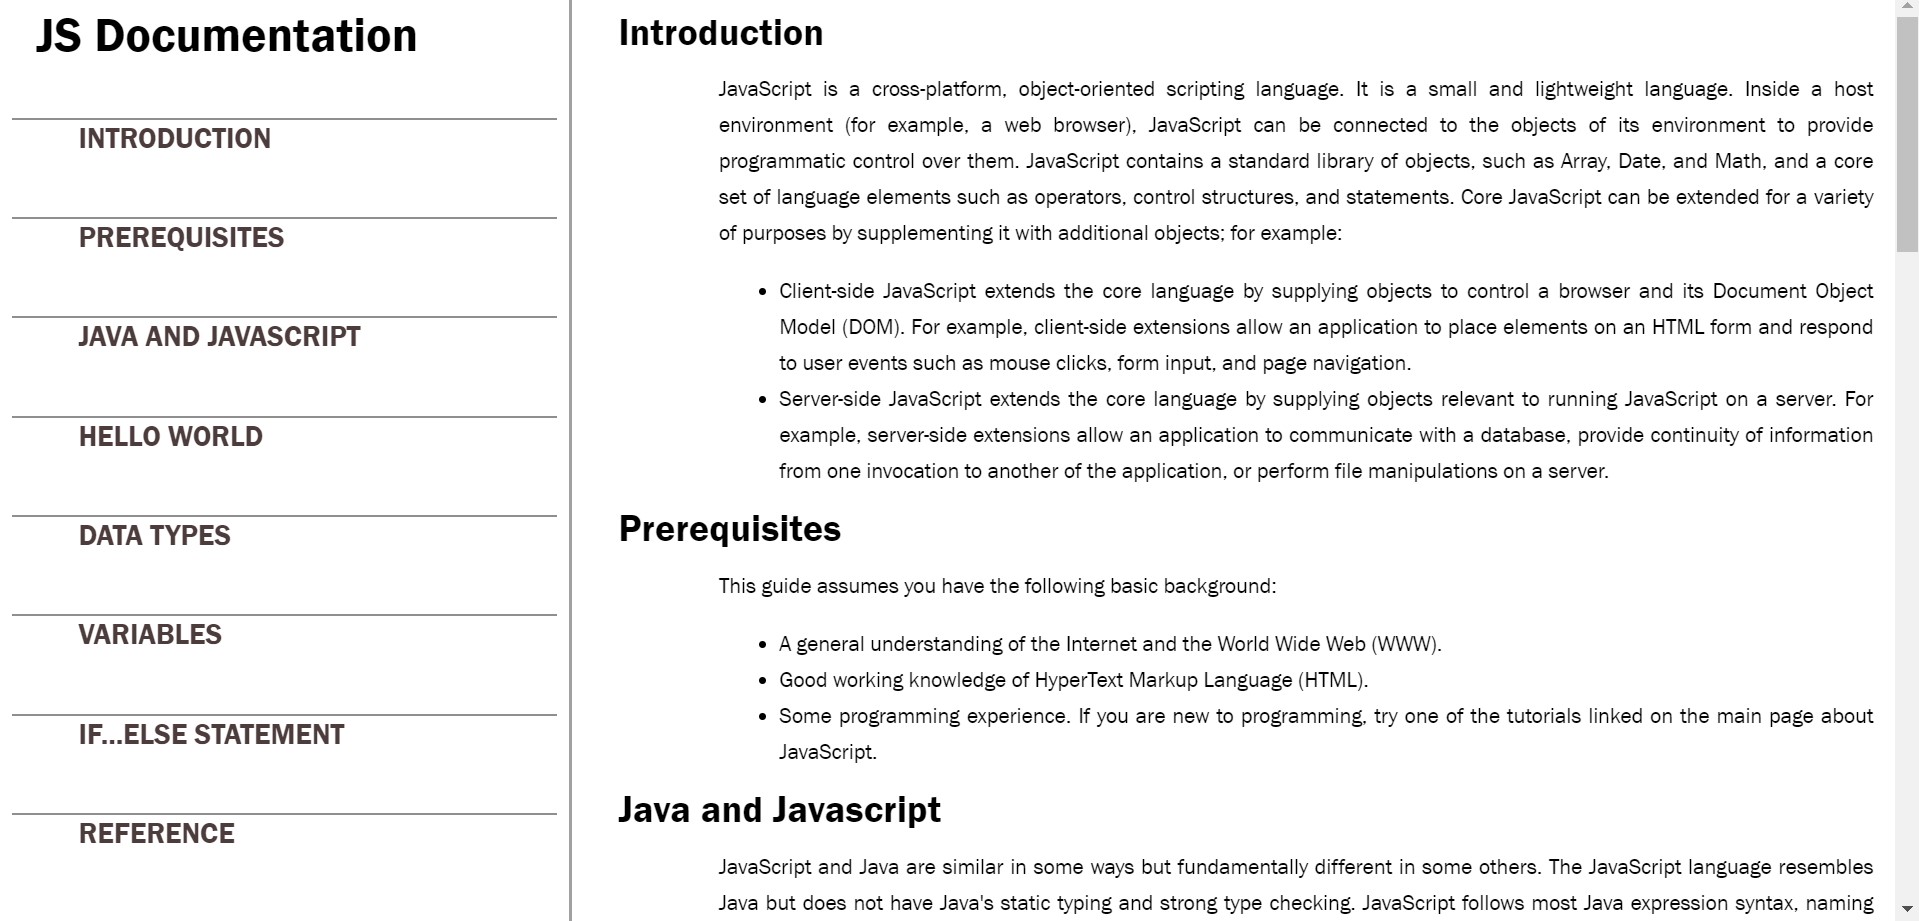 JS Documentation
INTRODUCTION
PREREQUISITES
JAVA AND JAVASCRIPT
HELLO WORLD
DATA TYPES
VARIABLES
IF...ELSE STATEMENT
REFERENCE
Introduction
JavaScript is a cross-platform, object-oriented scripting language. It is a small and lightweight language. Inside a host
environment (for example, a web browser), JavaScript can be connected to the objects of its environment to provide
programmatic control over them. JavaScript contains a standard library of objects, such as Array, Date, and Math, and a core
set of language elements such as operators, control structures, and statements. Core JavaScript can be extended for a variety
of purposes by supplementing it with additional objects; for example:
• Client-side JavaScript extends the core language by supplying objects to control a browser and its Document Object
Model (DOM). For example, client-side extensions allow an application to place elements on an HTML form and respond
to user events such as mouse clicks, form input, and page navigation.
• Server-side JavaScript extends the core language by supplying objects relevant to running JavaScript on a server. For
example, server-side extensions allow an application to communicate with a database, provide continuity of information
from one invocation to another of the application, or perform file manipulations on a server.
Prerequisites
This guide assumes you have the following basic background:
• A general understanding of the Internet and the World Wide Web (WWW).
• Good working knowledge of HyperText Markup Language (HTML).
• Some programming experience. If you are new to programming, try one of the tutorials linked on the main page about
JavaScript.
Java and Javascript
JavaScript and Java are similar in some ways but fundamentally different in some others. The JavaScript language resembles
Java but does not have Java's static typing and strong type checking. JavaScript follows most Java expression syntax, naming